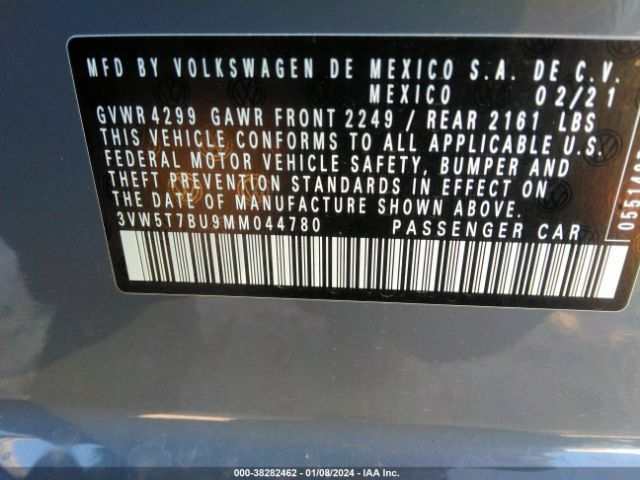 MFD BY VOLKSWAGEN DE MEXICO S.A. DE C.V.
MEXICO 02/21
GVWR 4299 GAWR FRONT 2249 / REAR 2161 LBS
THIS VEHICLE CONFORMS TO ALL APPLICABLE U.S.
FEDERAL MOTOR VEHICLE SAFETY, BUMPER AND
THEFT PREVENTION STANDARDS IN EFFECT ON
THE DATE OF MANUFACTURE SHOWN ABOVE.
3VW5T7BU9MM044780 PASSENGER CAR
000-38282462 - 01/08/2024 - IAA Inc.